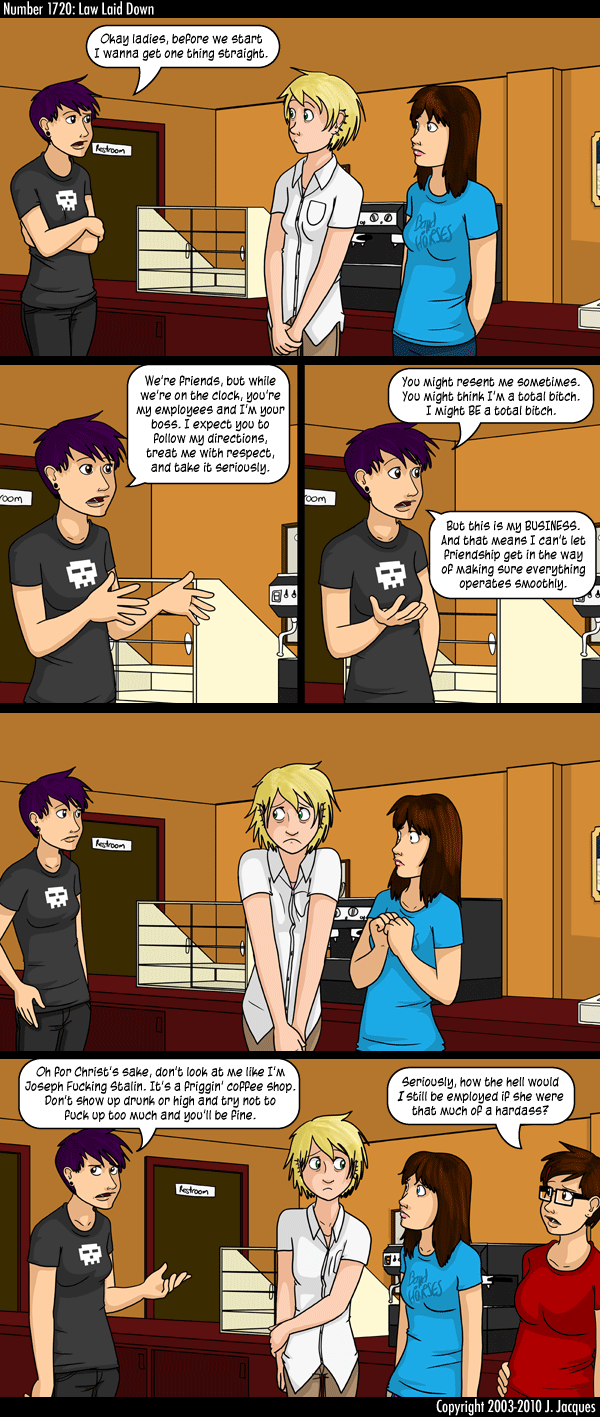 Number 1720: Law Laid Down
Okay ladies, before we start
I wanna get one thing straight.
Restroom
Band
of
HORSES
We're friends, but while
we're on the clock, you're
my employees and I'm your
boss. I expect you to
follow my directions,
treat me with respect,
and take it seriously.
room
You might resent me sometimes.
You might think I'm a total bitch.
I might BE a total bitch.
But this is my BUSINESS.
And that means I can't let
friendship get in the way
of making sure everything
operates smoothly.
oom
Restroom
Oh for Christ's sake, don't look at me like I'm
Joseph Fucking Stalin. It's a friggin' coffee shop.
Don't show up drunk or high and try not to
fuck up too much and you'll be fine.
Seriously, how the hell would
I still be employed if she were
that much of a hardass?
Restroom
Band
of
HORSES
Copyright 2003-2010 J. Jacques